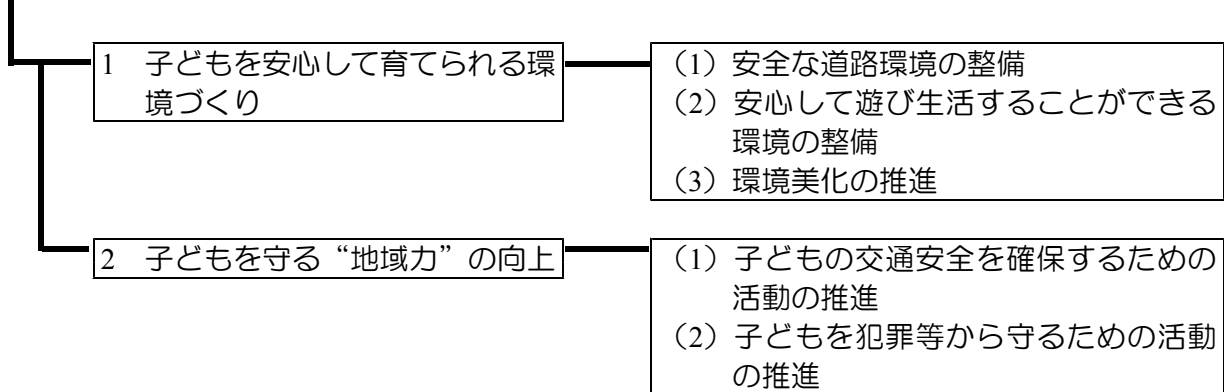 1 子どもを安心して育てられる環
境づくり
(1) 安全な道路環境の整備
(2) 安心して遊び生活することができる
環境の整備
(3) 環境美化の推進
2 子どもを守る“地域力”の向上
(1) 子どもの交通安全を確保するための
活動の推進
(2) 子どもを犯罪等から守るための活動
の推進